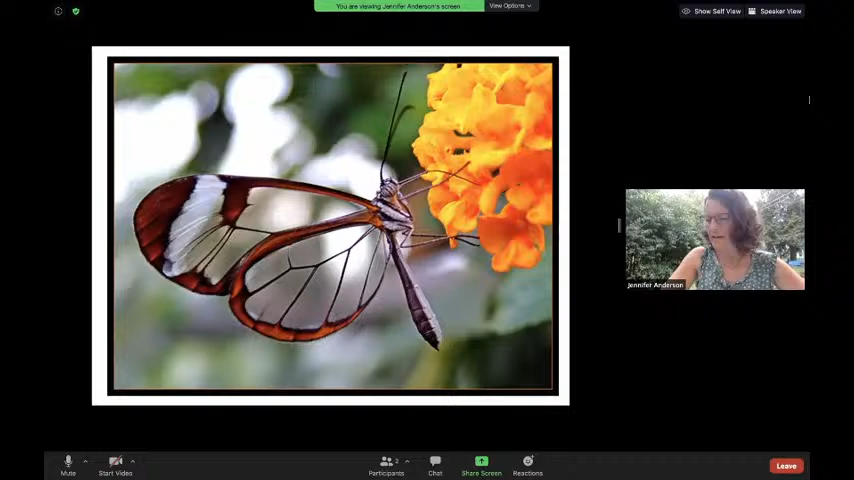 You are viewing Jennifer Anderson's screen
View Options
Show Self View
Speaker View
Jennifer Anderson
Mute
Start Video
Participants
2
Chat
Share Screen
Reactions
Leave